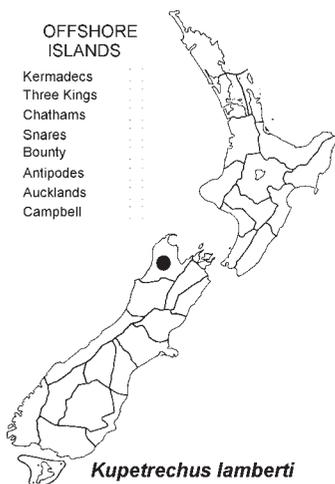 OFFSHORE
ISLANDS
Kermadecs
Three Kings
Chathams
Snares
Bounty
Antipodes
Aucklands
Campbell
Kupetrechus lamberti